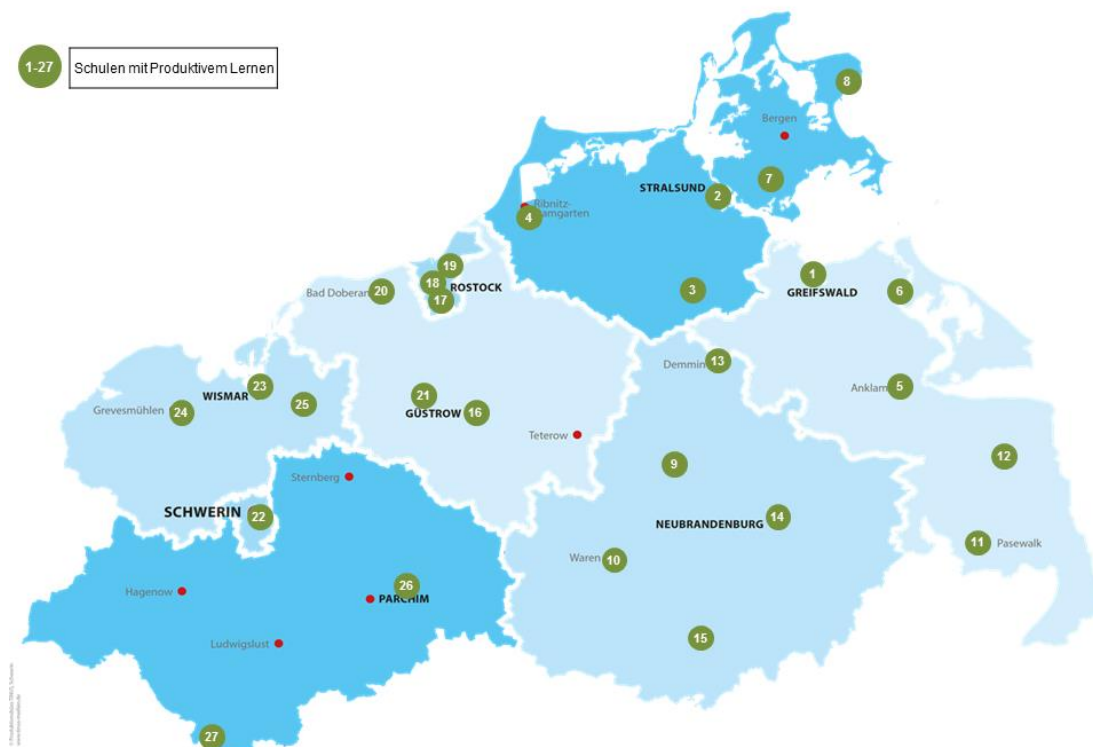 1-27
Schulen mit Produktivem Lernen
8
Bergen
7
STRALSUND
2
Ribnitz-
4
amgarten
19
18
ROSTOCK
17
Bad Doberan
20
3
1
GREIFSWALD
6
Demmin
13
Anklam
5
WISMAR
23
Grevesmühlen
24
25
21
GÜSTROW
16
Teterow
12
9
Sternberg
SCHWERIN
22
NEUBRANDENBURG
14
11
Pasewalk
Waren
10
Hagenow
26
PARCHIM
Ludwigslust
15
27